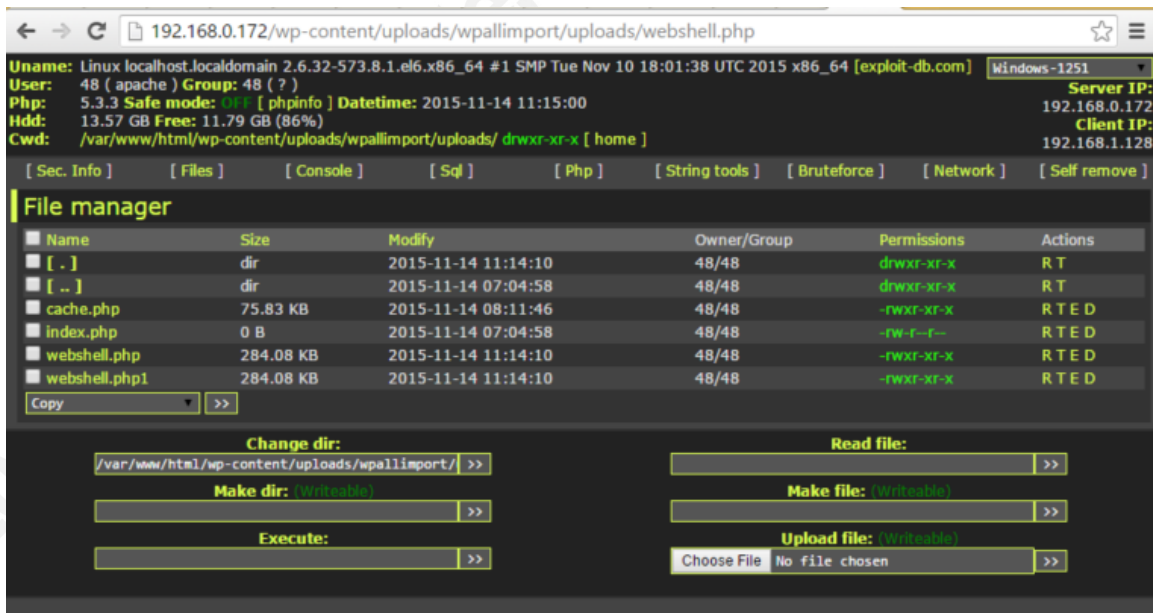 192.168.0.172/wp-content/uploads/wpallimport/uploads/webshell.php
Uname: Linux localhost.localdomain 2.6.32-573.8.1.el6.x86_64 #1 SMP Tue Nov 10 18:01:38 UTC 2015 x86_64 [exploit-db.com] Windows-1251
User: 48 ( apache ) Group: 48 ( ? ) Server IP:
Php: 5.3.3 Safe mode: OFF [ phpinfo ] Datetime: 2015-11-14 11:15:00 192.168.0.172
Hdd: 13.57 GB Free: 11.79 GB (86%) Client IP:
Cwd: /var/www/html/wp-content/uploads/wpallimport/uploads/ drwxr-xr-x [ home ] 192.168.1.128
[ Sec. Info ] [ Files ] [ Console ] [ Sql ] [ Php ] [ String tools ] [ Bruteforce ] [ Network ] [ Self remove ]
File manager
Name Size Modify Owner/Group Permissions Actions
[ . ] dir 2015-11-14 11:14:10 48/48 drwxr-xr-x R T
[ .. ] dir 2015-11-14 07:04:58 48/48 drwxr-xr-x R T
cache.php 75.83 KB 2015-11-14 08:11:46 48/48 -rwxr-xr-x R T E D
index.php 0 B 2015-11-14 07:04:58 48/48 -rw-r--r-- R T E D
webshell.php 284.08 KB 2015-11-14 11:14:10 48/48 -rwxr-xr-x R T E D
webshell.php1 284.08 KB 2015-11-14 11:14:10 48/48 -rwxr-xr-x R T E D
Copy >>
Change dir: Read file:
/var/www/html/wp-content/uploads/wpallimport/ >> >>
Make dir: (Writeable) Make file: (Writeable)
>> >>
Execute: Upload file: (Writeable)
>> Choose File No file chosen >>